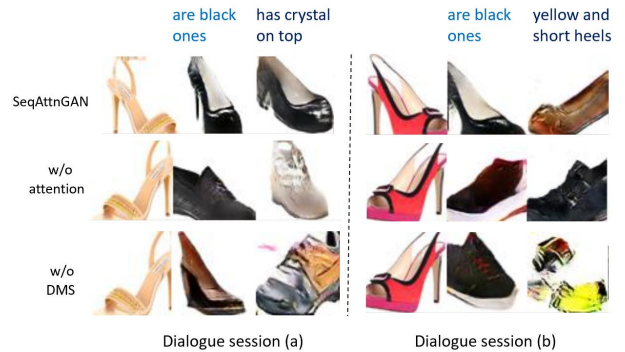 are black has crystal are black yellow and
ones on top ones short heels
SeqAttnGAN
w/o
attention
w/o
DMS
Dialogue session (a) Dialogue session (b)